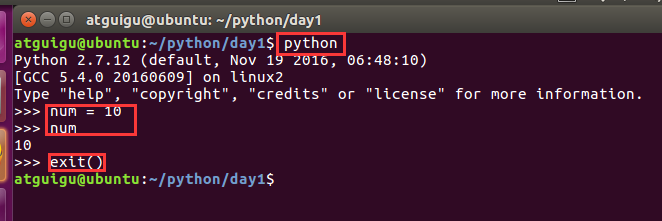 atguigu@ubuntu: ~/python/day1
atguigu@ubuntu:~/python/day1$ python
Python 2.7.12 (default, Nov 19 2016, 06:48:10)
[GCC 5.4.0 20160609] on linux2
Type "help", "copyright", "credits" or "license" for more information.
>>> num = 10
>>> num
10
>>> exit()
atguigu@ubuntu:~/python/day1$